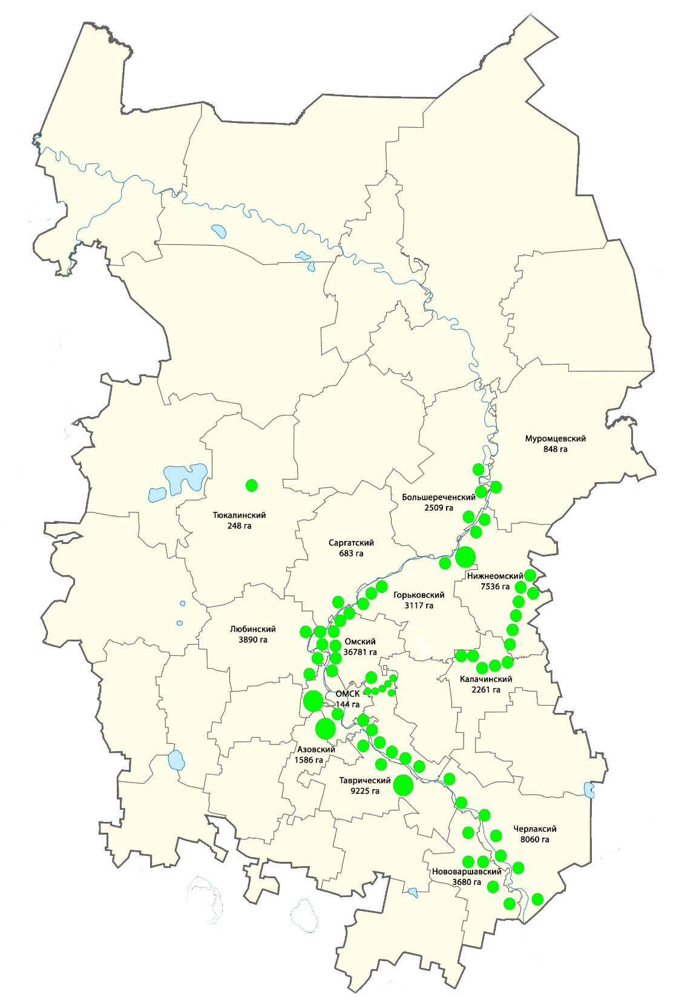 Муромцевский
848 га
Большереченский
2509 га
Тюкалинский
248 га
Саргатский
683 га
Нижнеомский
7536 га
Горьковский
3117 га
Любинский
3890 га
Омский
36781 га
Калачинский
2261 га
ОМСК
144 га
Азовский
1586 га
Таврический
9225 га
Черлаксий
8060 га
Нововаршавский
3680 га